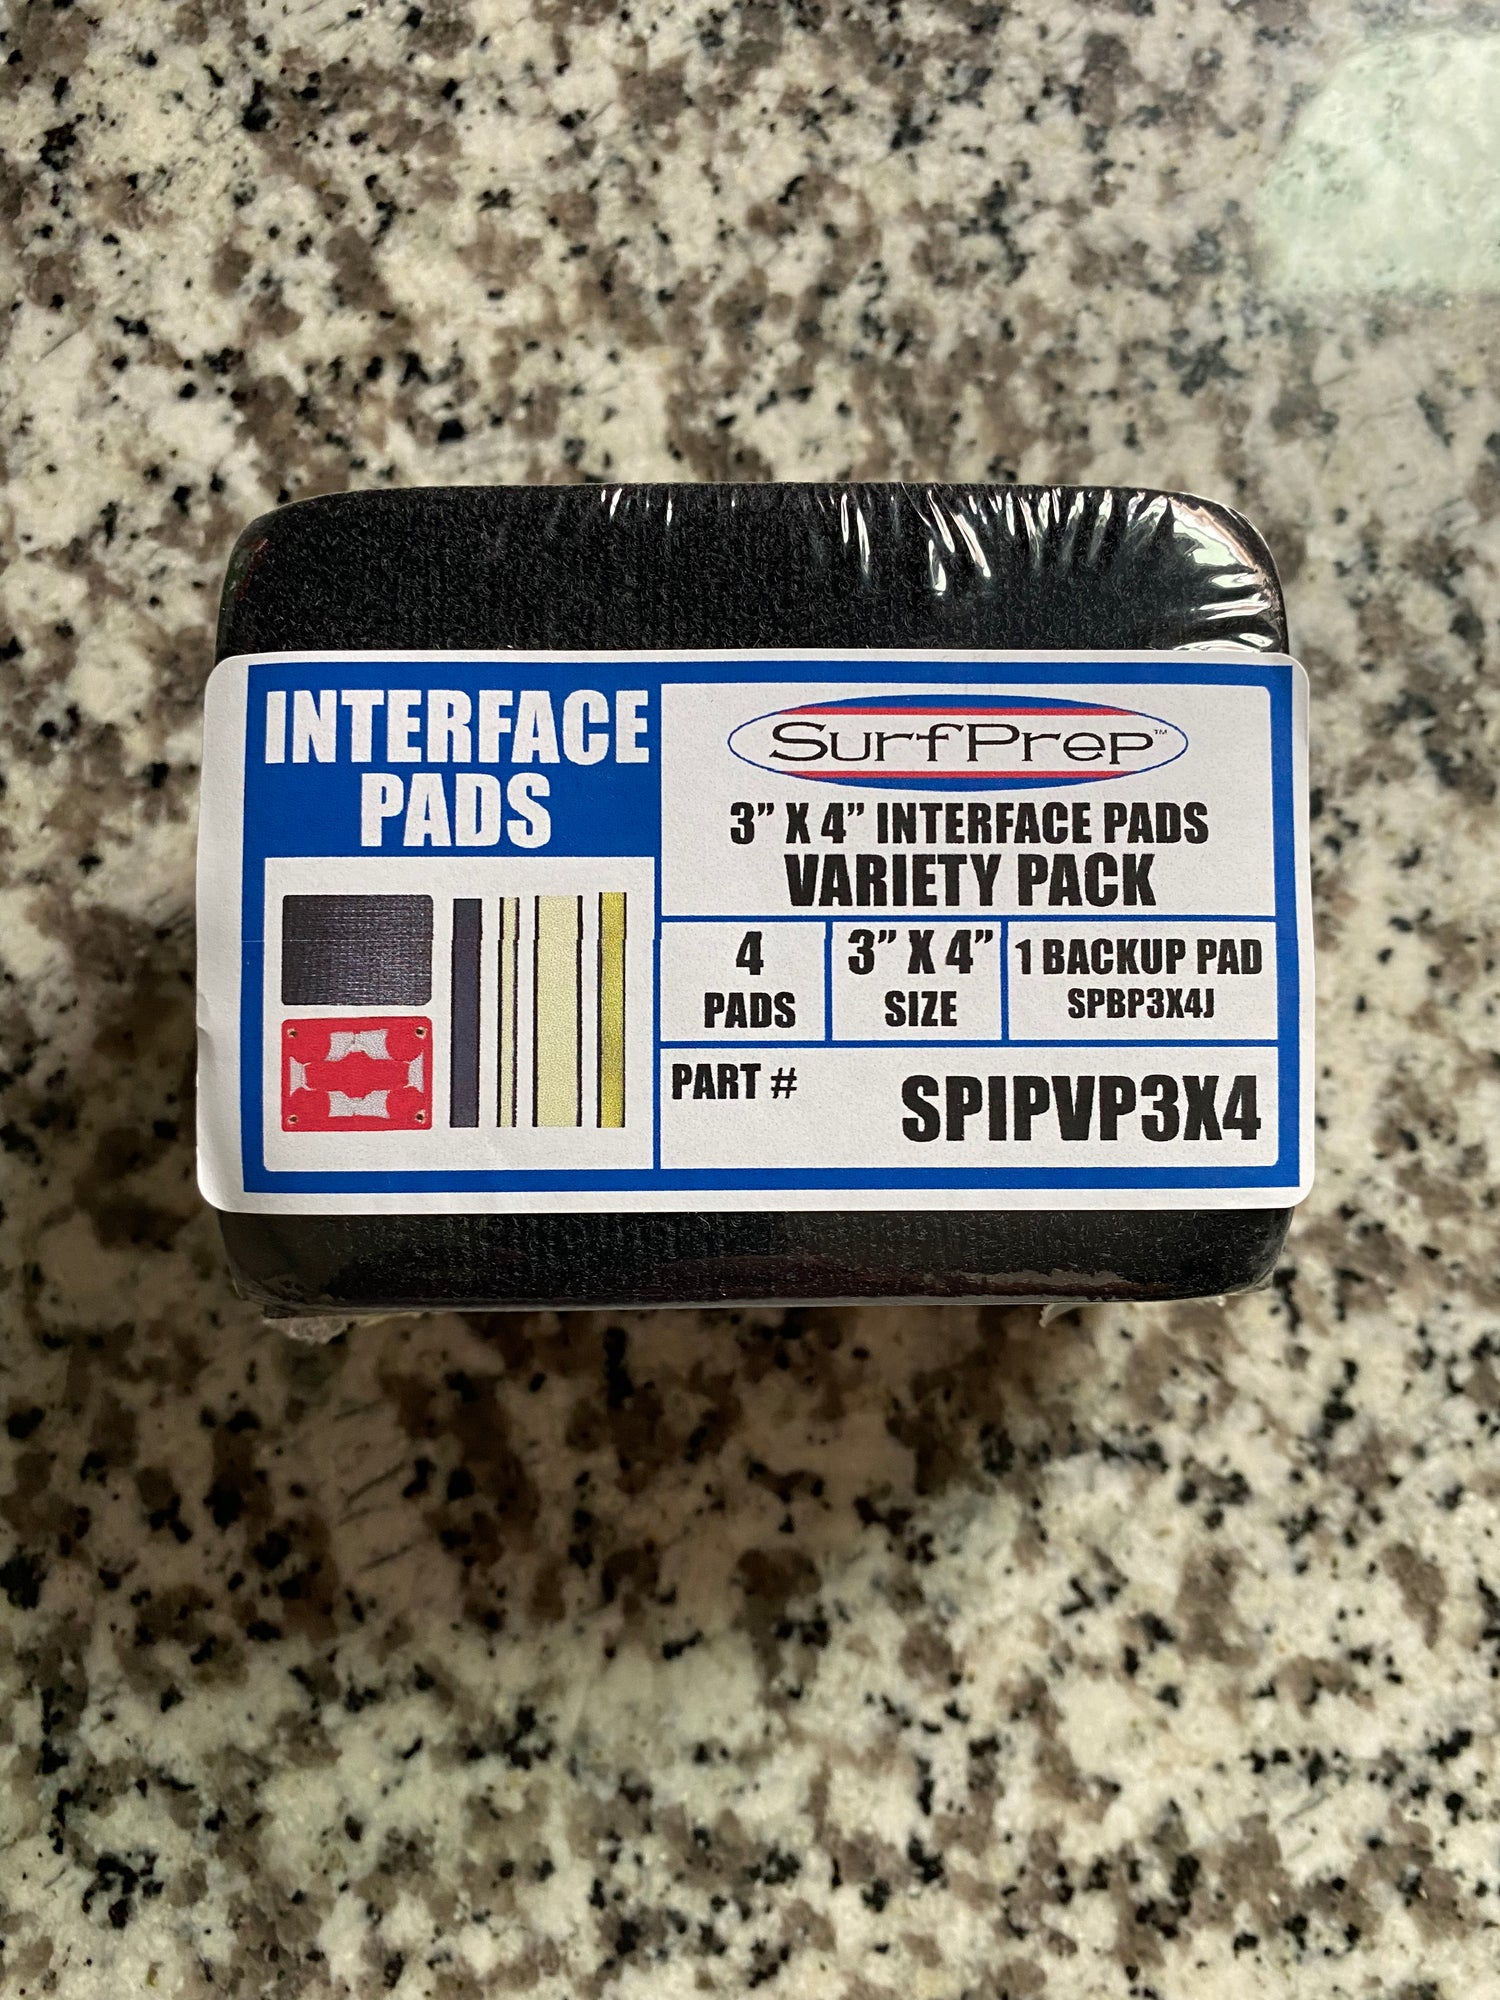 INTERFACE
PADS
SurfPrep™
3” X 4” INTERFACE PADS
VARIETY PACK
4
PADS
3” X 4”
SIZE
1 BACKUP PAD
SPBP3X4J
PART #
SPIPVP3X4